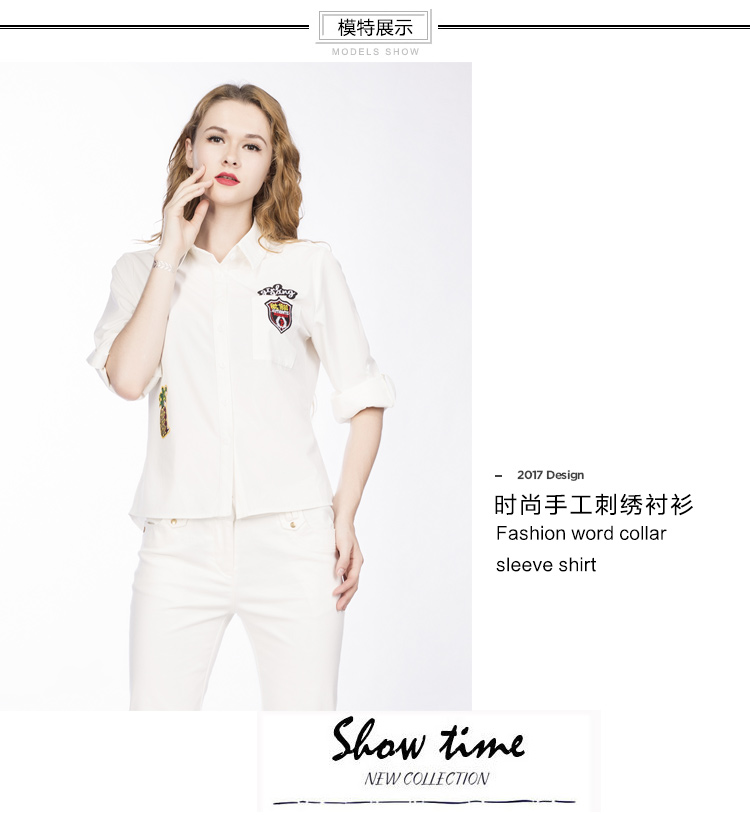 模特展示
MODELS SHOW
2017 Design
时尚手工刺绣衬衫
Fashion word collar
sleeve shirt
Show time
NEW COLLECTION